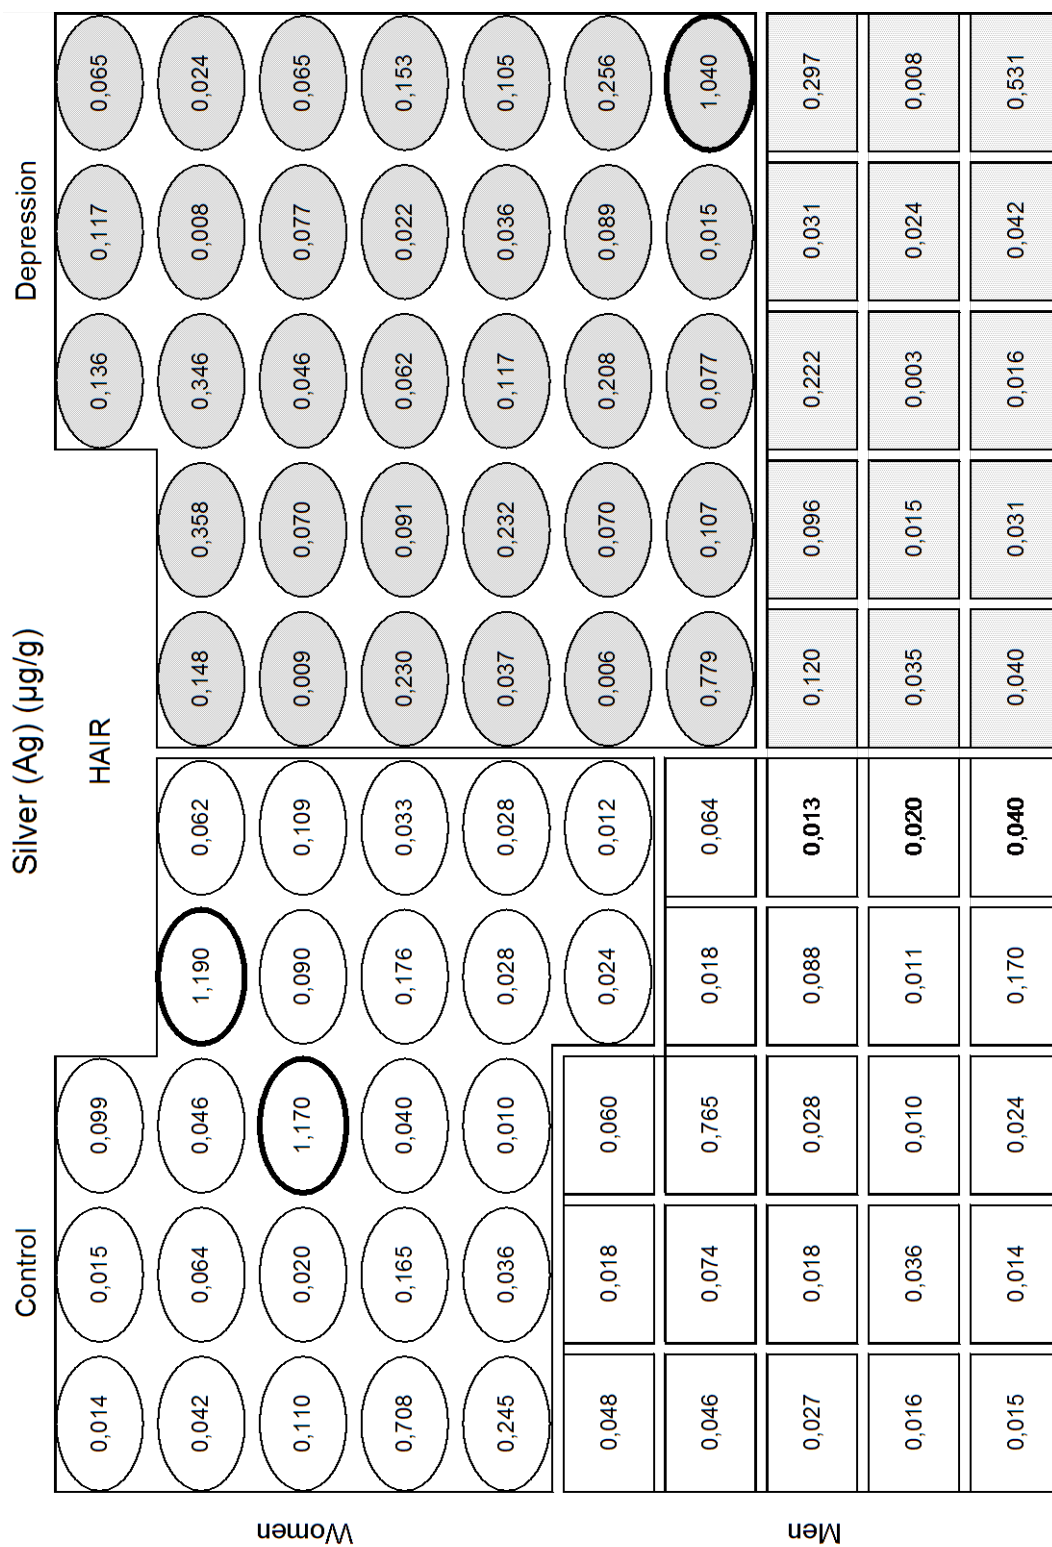 Control Silver (Ag) (µg/g) Depression
0,014 0,015 0,099 HAIR 0,136 0,117 0,065
0,042 0,064 0,046 1,190 0,062 0,148 0,358 0,346 0,008 0,024
Women 0,110 0,020 1,170 0,090 0,109 0,009 0,070 0,046 0,077 0,065
0,708 0,165 0,040 0,176 0,033 0,230 0,091 0,062 0,022 0,153
0,245 0,036 0,010 0,028 0,028 0,037 0,232 0,117 0,036 0,105
0,048 0,018 0,060 0,024 0,012 0,006 0,070 0,208 0,089 0,256
0,046 0,074 0,765 0,018 0,064 0,779 0,107 0,077 0,015 1,040
Men 0,027 0,018 0,028 0,088 0,013 0,120 0,096 0,222 0,031 0,297
0,016 0,036 0,010 0,011 0,020 0,035 0,015 0,003 0,024 0,008
0,015 0,014 0,024 0,170 0,040 0,040 0,031 0,016 0,042 0,531